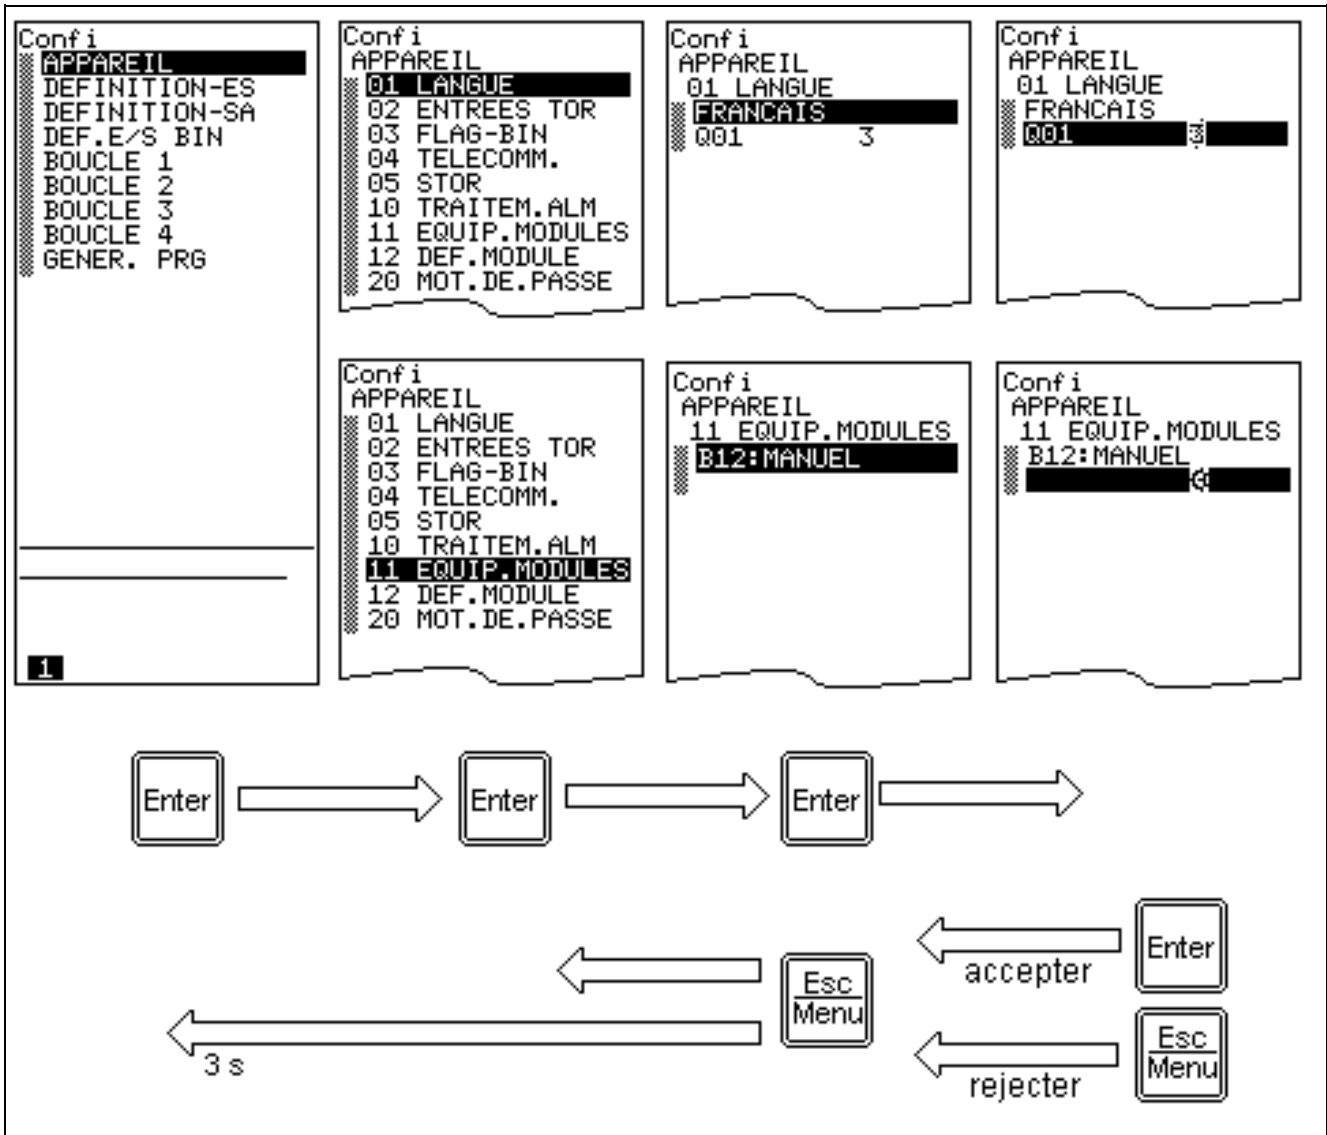 Confi
APPAREIL
DEFINITION-ES
DEFINITION-SA
DEF.E/S BIN
BOUCLE 1
BOUCLE 2
BOUCLE 3
BOUCLE 4
GENER. PRG
1
Confi
APPAREIL
01 LANGUE
02 ENTREES TOR
03 FLAG-BIN
04 TELECOMM.
05 STOR
10 TRAITEM.ALM
11 EQUIP.MODULES
12 DEF.MODULE
20 MOT.DE.PASSE
Confi
APPAREIL
01 LANGUE
FRANCAIS
Q01 3
Confi
APPAREIL
01 LANGUE
FRANCAIS
Q01 3
Confi
APPAREIL
01 LANGUE
02 ENTREES TOR
03 FLAG-BIN
04 TELECOMM.
05 STOR
10 TRAITEM.ALM
11 EQUIP.MODULES
12 DEF.MODULE
20 MOT.DE.PASSE
Confi
APPAREIL
11 EQUIP.MODULES
B12:MANUEL
Confi
APPAREIL
11 EQUIP.MODULES
B12:MANUEL
Enter
Enter
Enter
Enter
accepter
Esc
Menu
3 s
Esc
Menu
rejecter